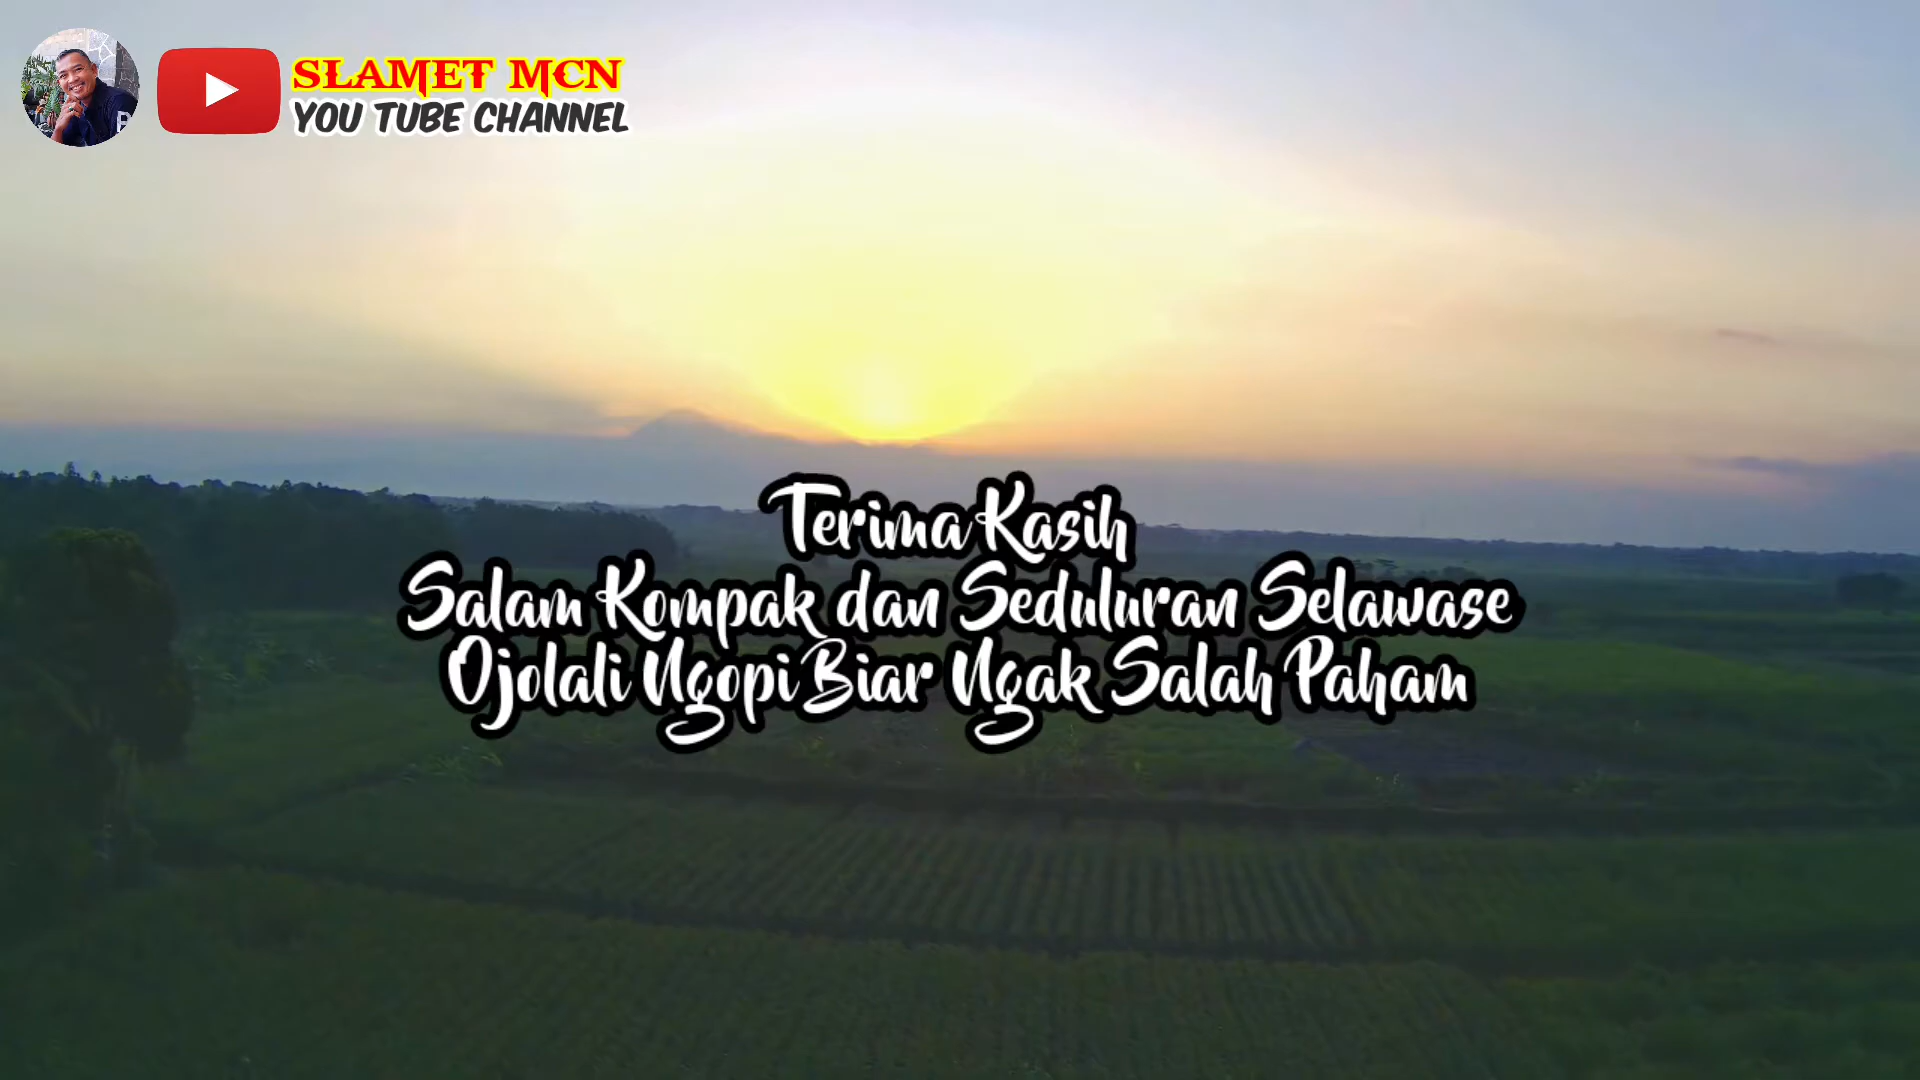 SLAMET MCN
YOU TUBE CHANNEL
Terima Kasih
Salam Kompak dan Seduluran Selawase
Ojolali Ngopi Biar Ngak Salah Paham